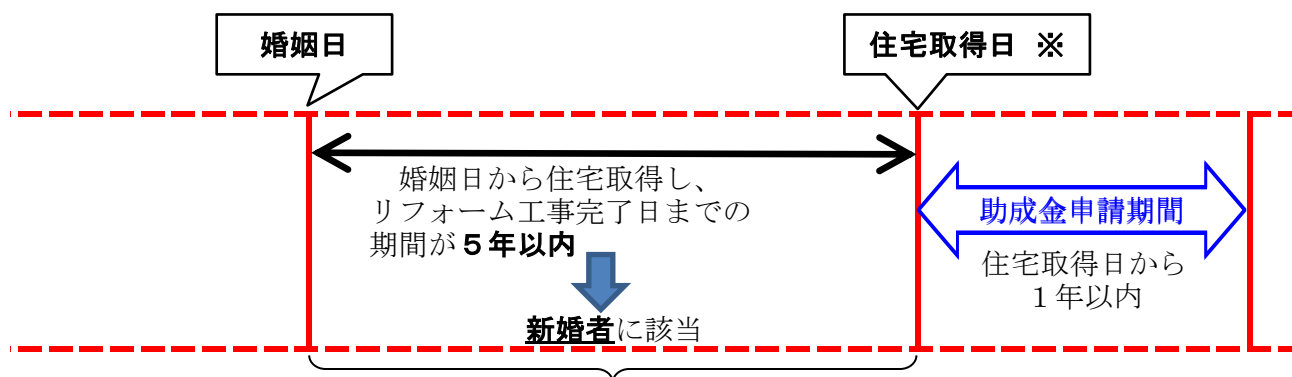 婚姻日
住宅取得日 ※
婚姻日から住宅取得し、
リフォーム工事完了日までの
期間が５年以内
新婚者に該当
助成金申請期間
住宅取得日から
１年以内